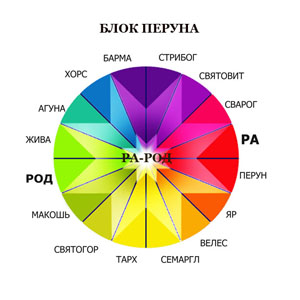 БЛОК ПЕРУНА
БАРМА
СТРИБОГ
ХОРС
СВЯТОВИТ
АГУНА
СВАРОГ
ЖИВА
РА
РА-РОД
РОД
ПЕРУН
МАКОШЬ
ЯР
СВЯТОГОР
ВЕЛЕС
ТАРХ
СЕМАРГЛ